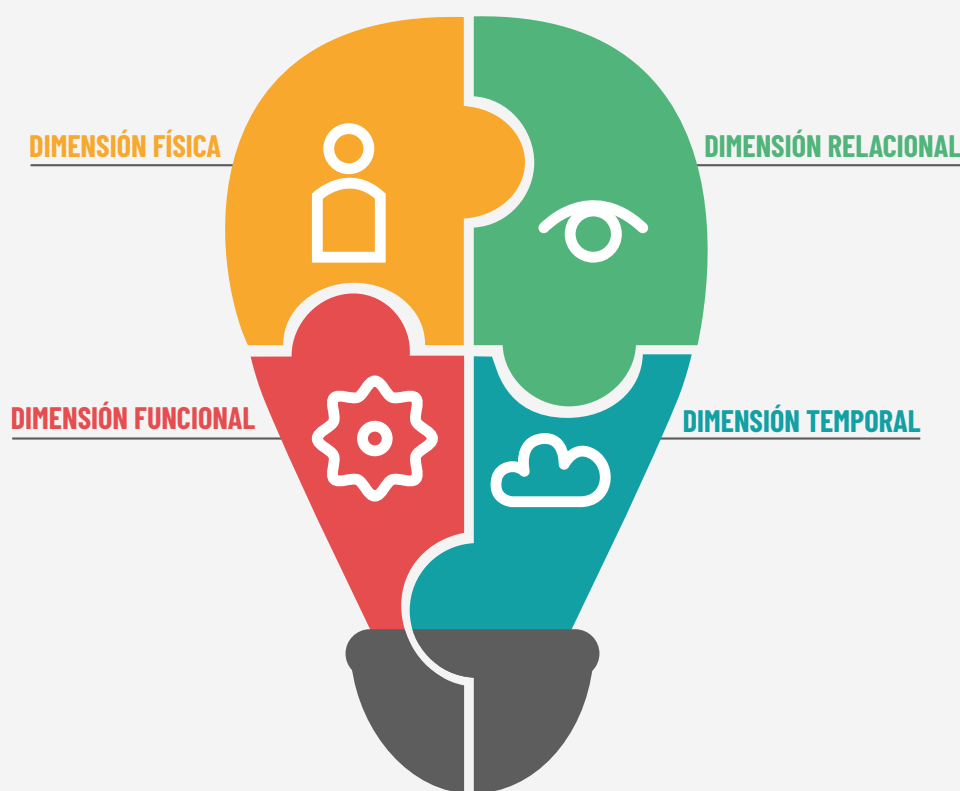 DIMENSIÓN FÍSICA
DIMENSIÓN RELACIONAL
DIMENSIÓN FUNCIONAL
DIMENSIÓN TEMPORAL